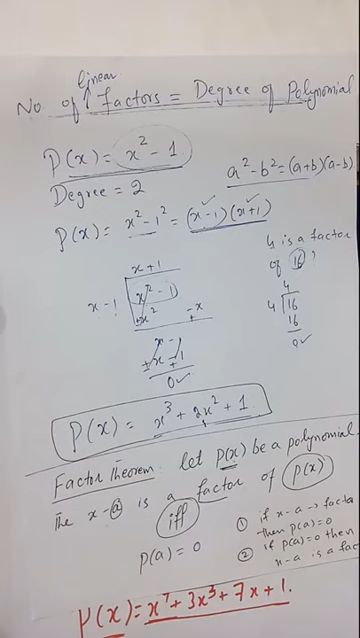 linear
No. of ↑ factors = Degree of Polynomial
P(x) = x² - 1
a² - b² = (a+b)(a-b)
Degree = 2
P(x) = x² - 1² = (x-1)(x+1)
4 is a factor
of 16
x+1
x - 1 x² - 1
+x² - x
x - 1
± x + 1
0 ✓
4
4 16
16
0 ✓
P(x) = x³ + 2x² + 1.
Factor theorem: let P(x) be a polynomial
The x - a is a factor of P(x)
iff
P(a) = 0
① if x-a → facto
then p(a)=0
② if p(a)=0 then
x-a is a fac
P(x) = x⁷ + 3x³ + 7x + 1.